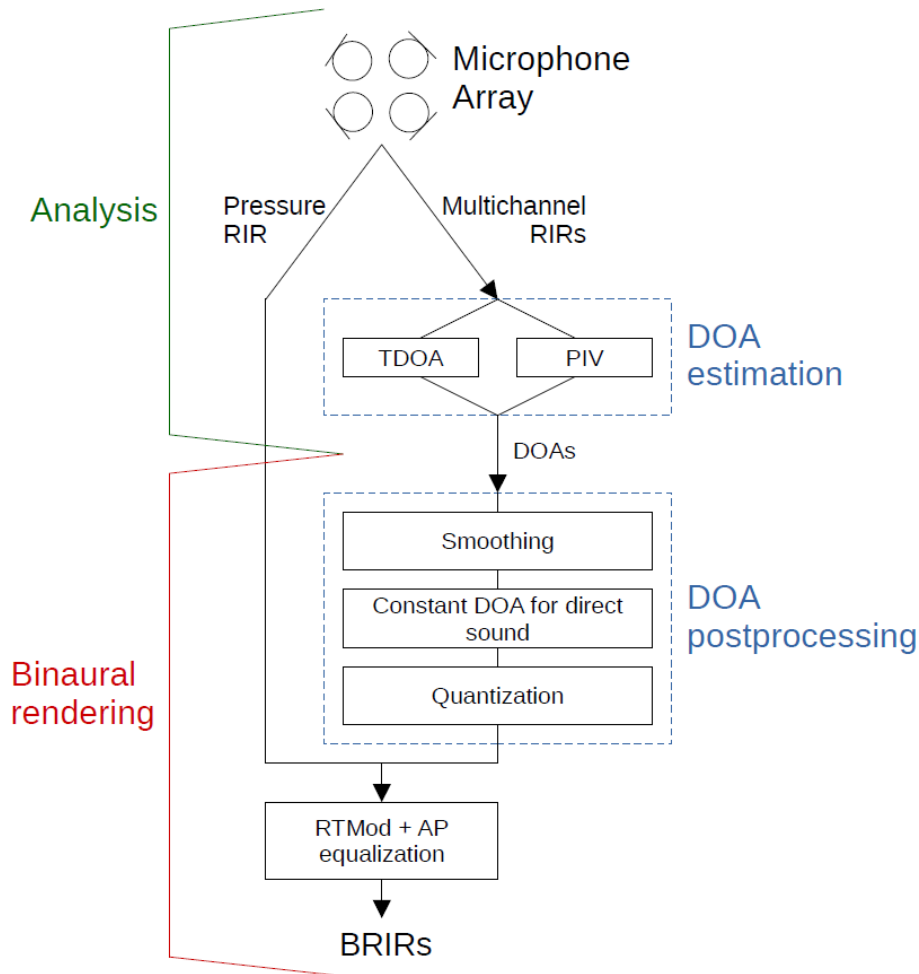 Microphone
Array
Analysis
Pressure
RIR
Multichannel
RIRs
TDOA
PIV
DOA
estimation
DOAs
Smoothing
Constant DOA for direct
sound
Quantization
DOA
postprocessing
Binaural
rendering
RTMod + AP
equalization
BRIRs